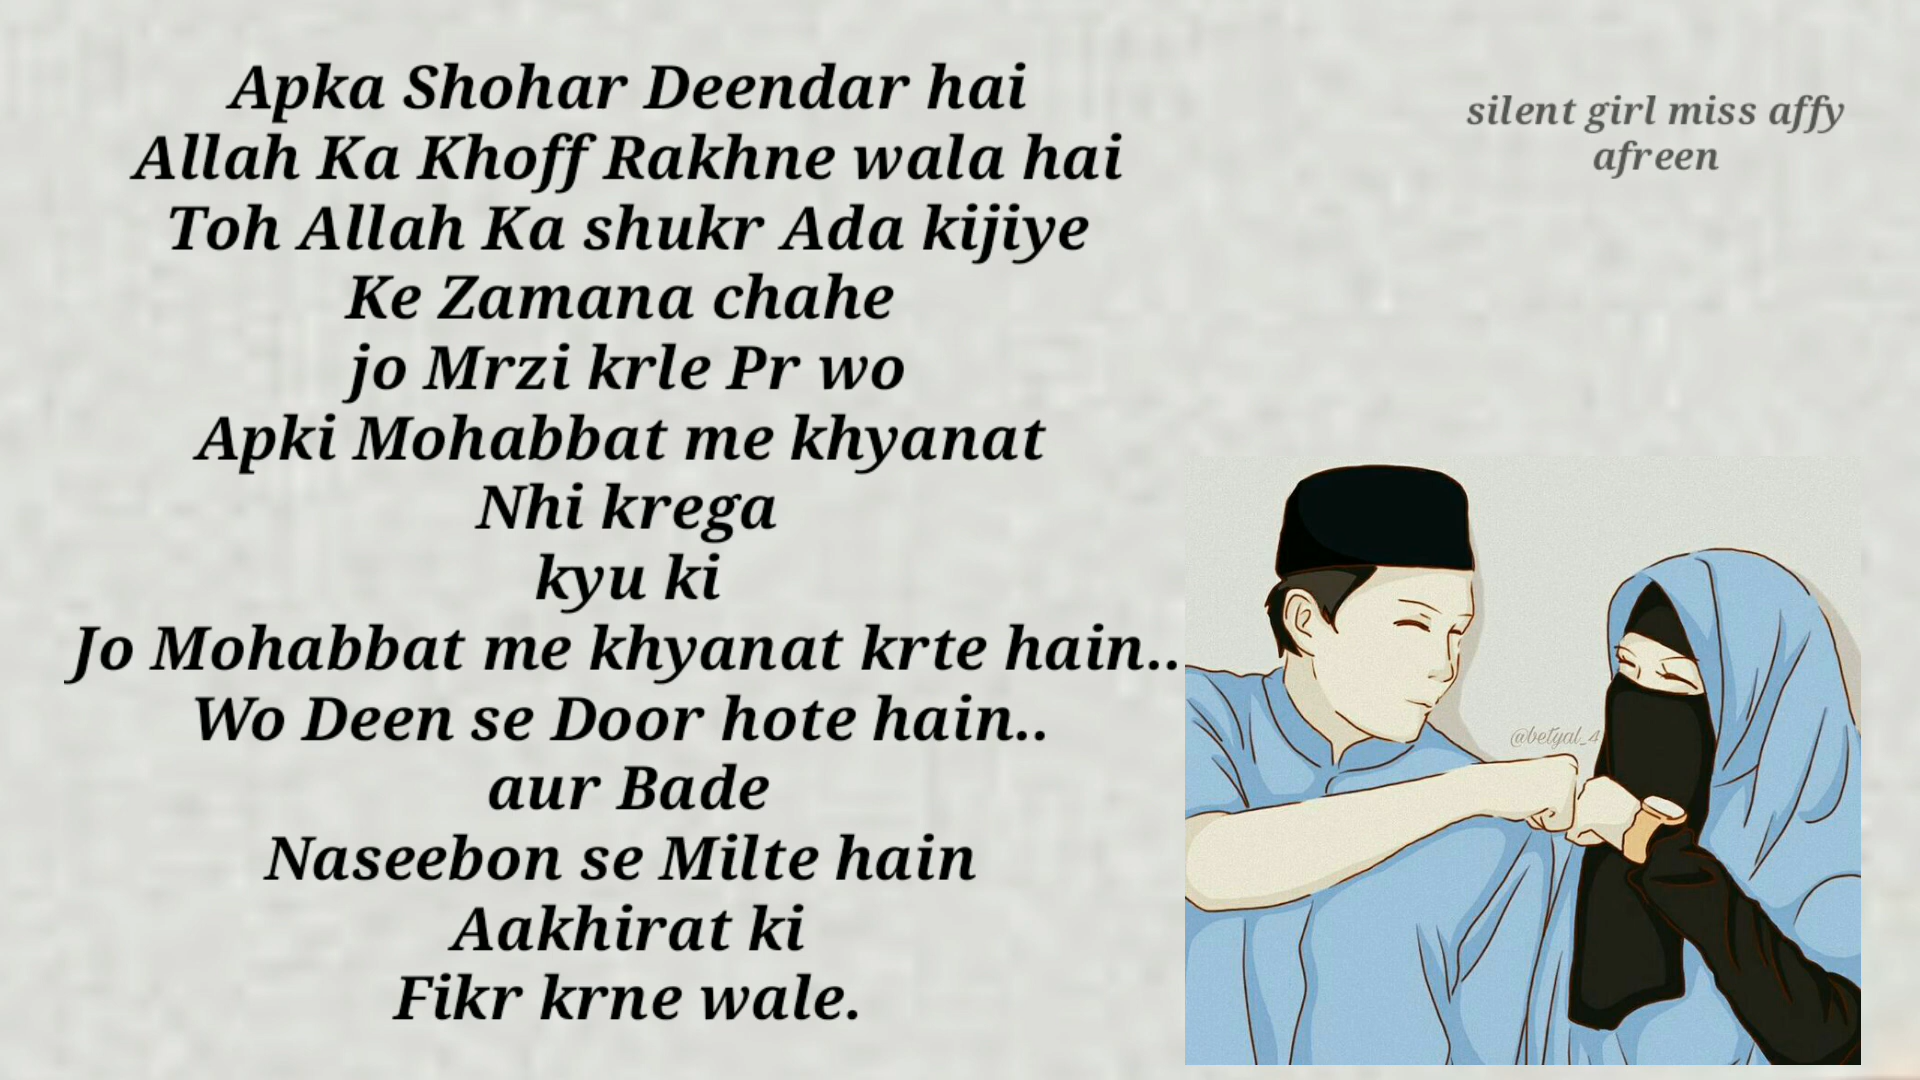 Apka Shohar Deendar hai
Allah Ka Khoff Rakhne wala hai
Toh Allah Ka shukr Ada kijiye
Ke Zamana chahe
jo Mrzi krle Pr wo
Apki Mohabbat me khyanat
Nhi krega
kyu ki
Jo Mohabbat me khyanat krte hain..
Wo Deen se Door hote hain..
aur Bade
Naseebon se Milte hain
Aakhirat ki
Fikr krne wale.
silent girl miss affy
afreen
@betyal_4